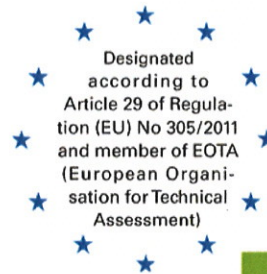 Designated
according to
Article 29 of Regula-
tion (EU) No 305/2011
and member of EOTA
(European Organi-
sation for Technical
Assessment)